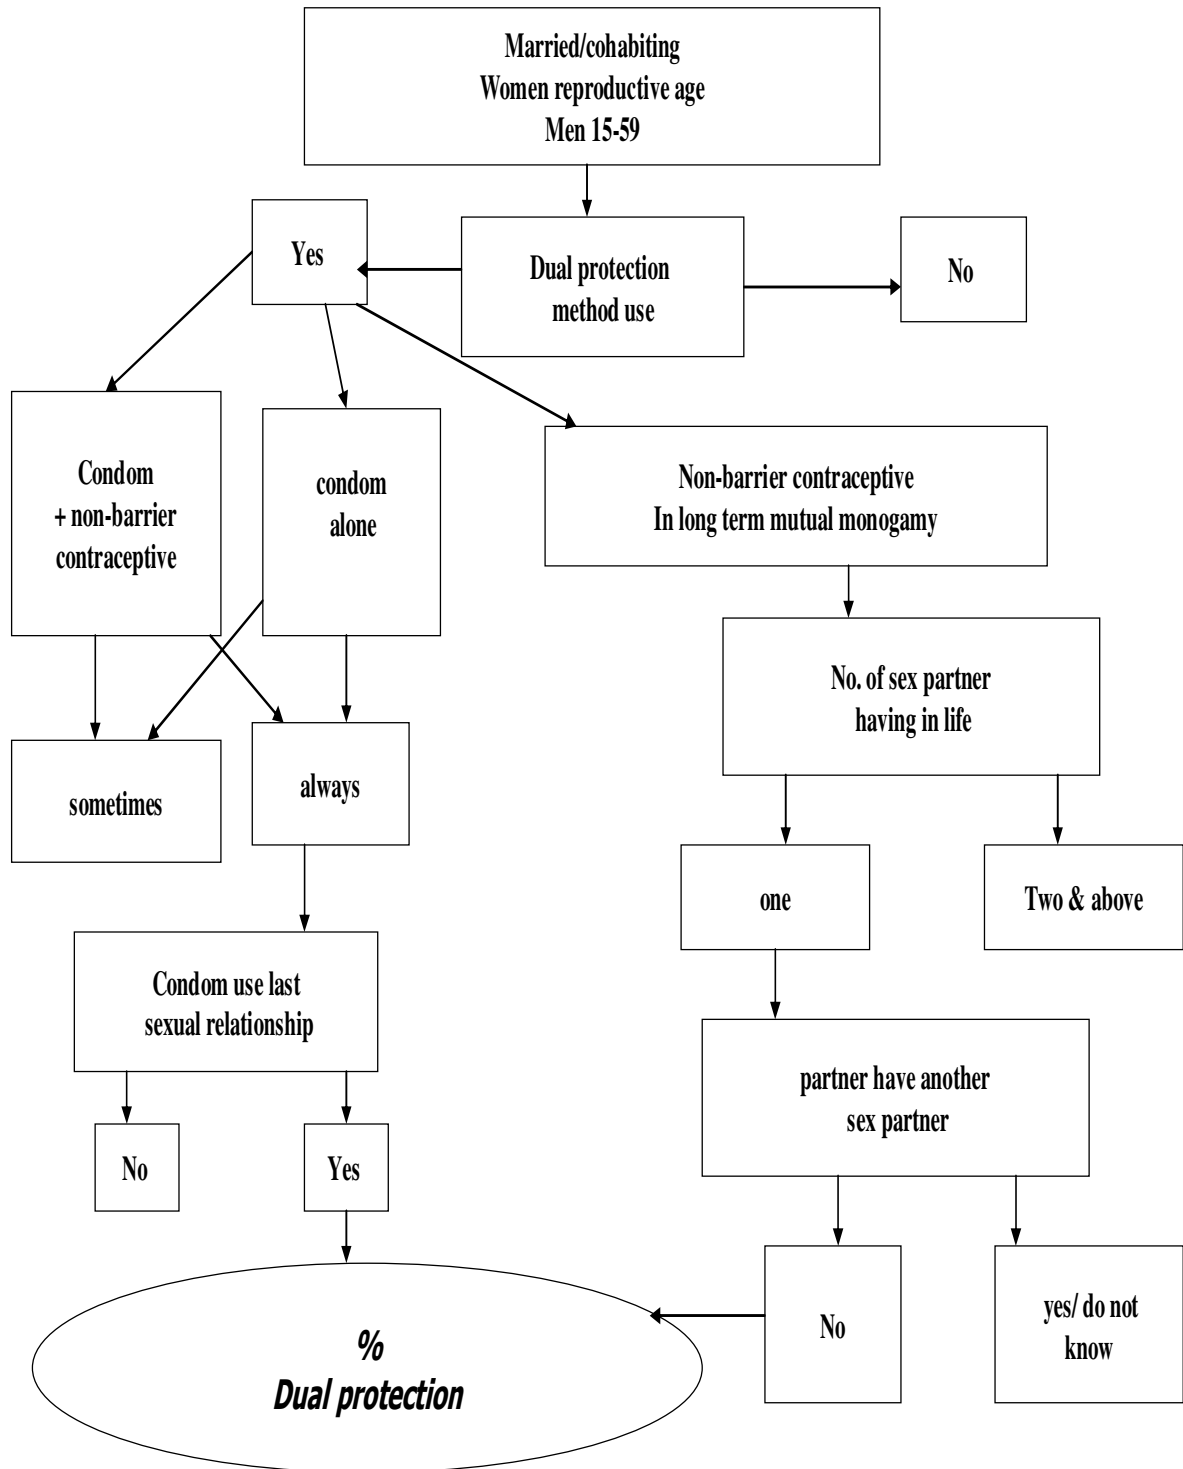 Married/cohabiting
Women reproductive age
Men 15-59
Yes
Dual protection
method use
No
Condom
+ non-barrier
contraceptive
condom
alone
Non-barrier contraceptive
In long term mutual monogamy
No. of sex partner
having in life
sometimes
always
one
Two & above
Condom use last
sexual relationship
partner have another
sex partner
No
Yes
No
yes/ do not
know
%
Dual protection